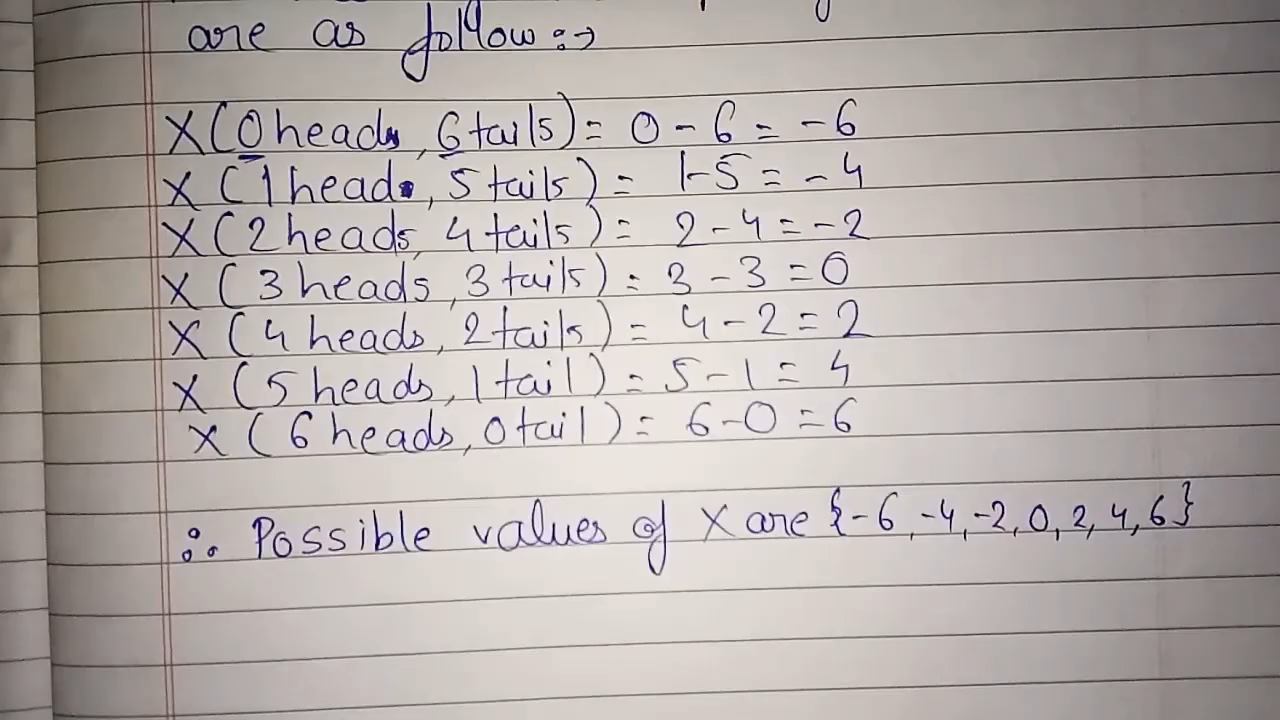 are as follow :→
X(0 heads, 6 tails) = 0 - 6 = -6
X (1 head, 5 tails) = 1-5 = -4
X (2 heads, 4 tails) = 2 - 4 = -2
X (3 heads, 3 tails) = 3 - 3 = 0
X (4 heads, 2 tails) = 4 - 2 = 2
X (5 heads, 1 tail) = 5 - 1 = 4
X (6 heads, 0 tail) = 6 - 0 = 6
∴ Possible values of X are {-6, -4, -2, 0, 2, 4, 6}